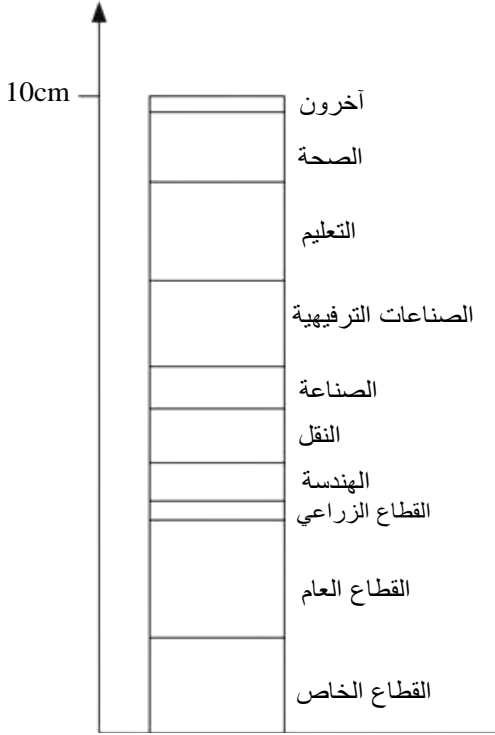 10cm
آخرون
الصحة
التعليم
الصناعات الترفيهية
الصناعة
النقل
الهندسة
القطاع الزراعي
القطاع العام
القطاع الخاص